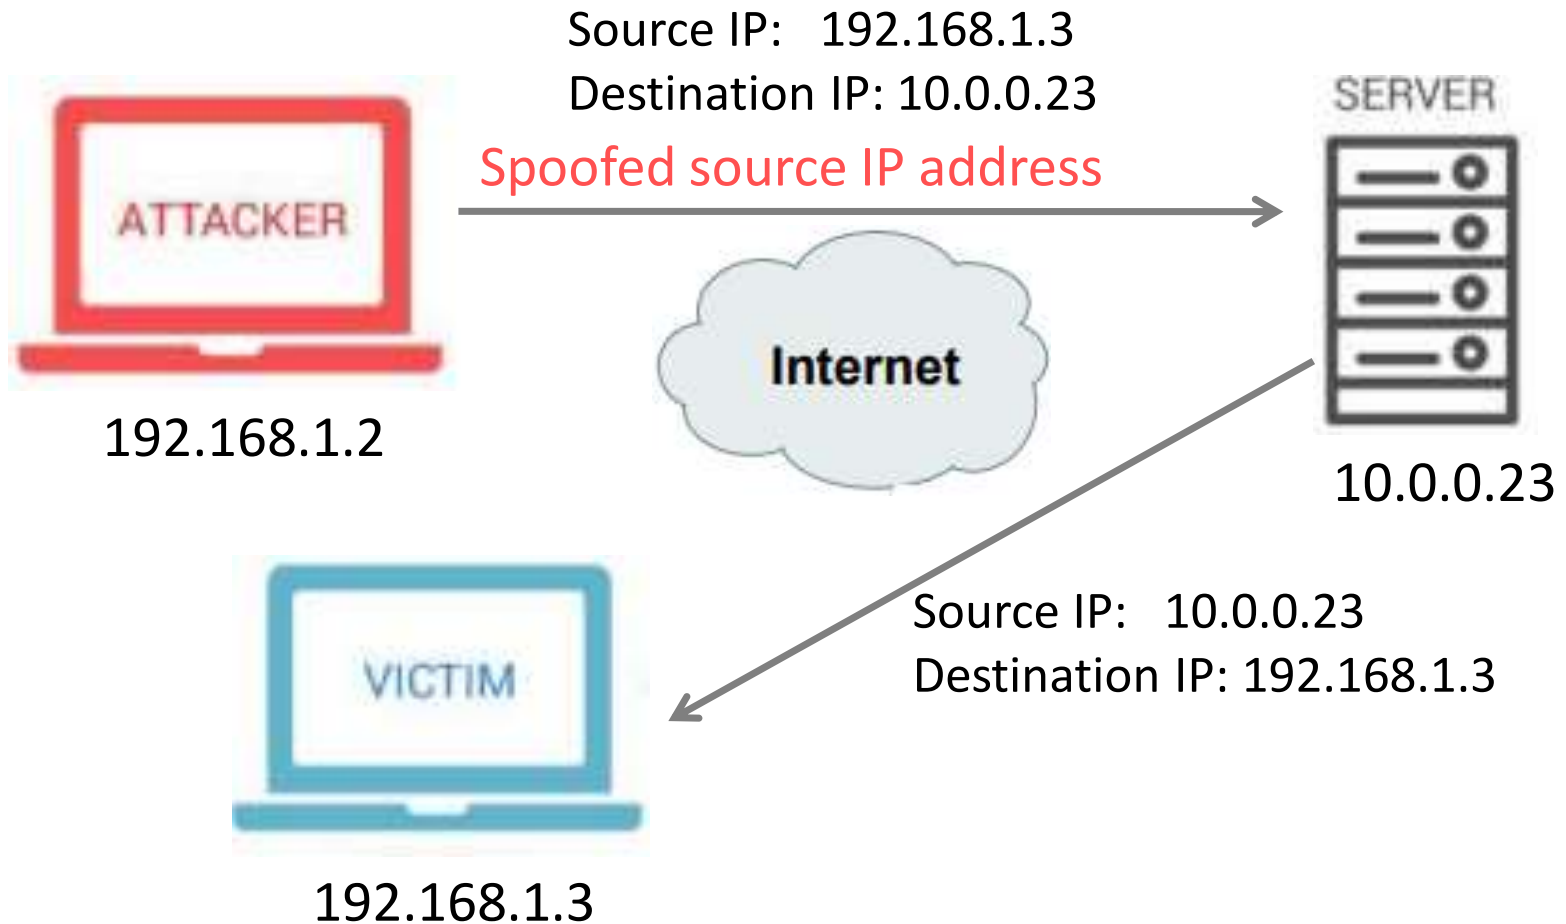 Source IP: 192.168.1.3
Destination IP: 10.0.0.23
SERVER
Spoofed source IP address
ATTACKER
Internet
192.168.1.2
10.0.0.23
Source IP: 10.0.0.23
Destination IP: 192.168.1.3
VICTIM
192.168.1.3